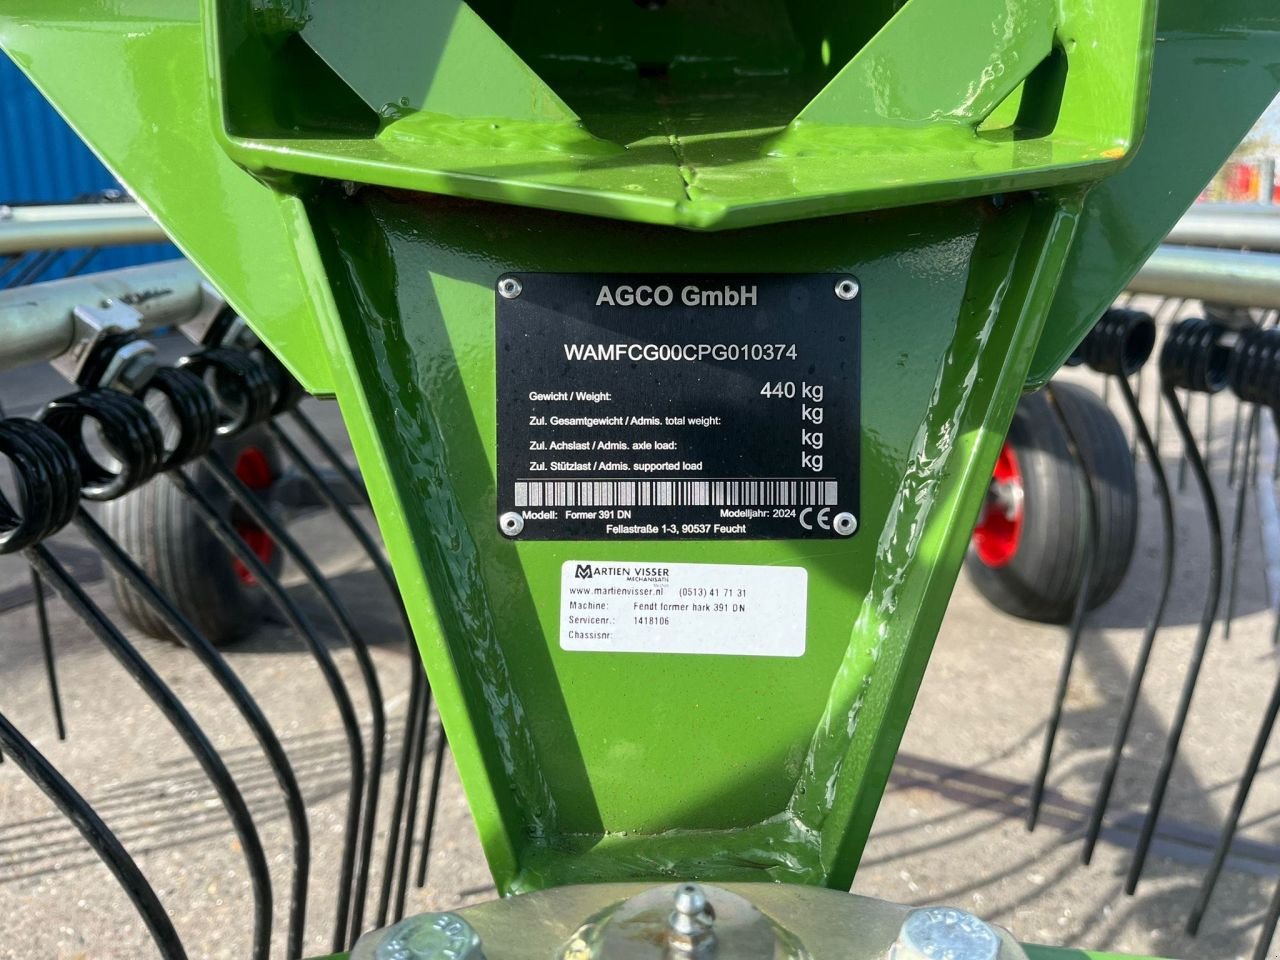 AGCO GmbH
WAMFCG00CPG010374
Gewicht / Weight: 440 kg
Zul. Gesamtgewicht / Admis. total weight: kg
Zul. Achslast / Admis. axle load: kg
Zul. Stützlast / Admis. supported load kg
Modell: Former 391 DN Modelljahr: 2024 CE
Fellastraße 1-3, 90537 Feucht
MARTIEN VISSER
MECHANISATIE
www.martienvisser.nl (0513) 41 71 31
Machine: Fendt former hark 391 DN
Servicenr.: 1418106
Chassisnr: